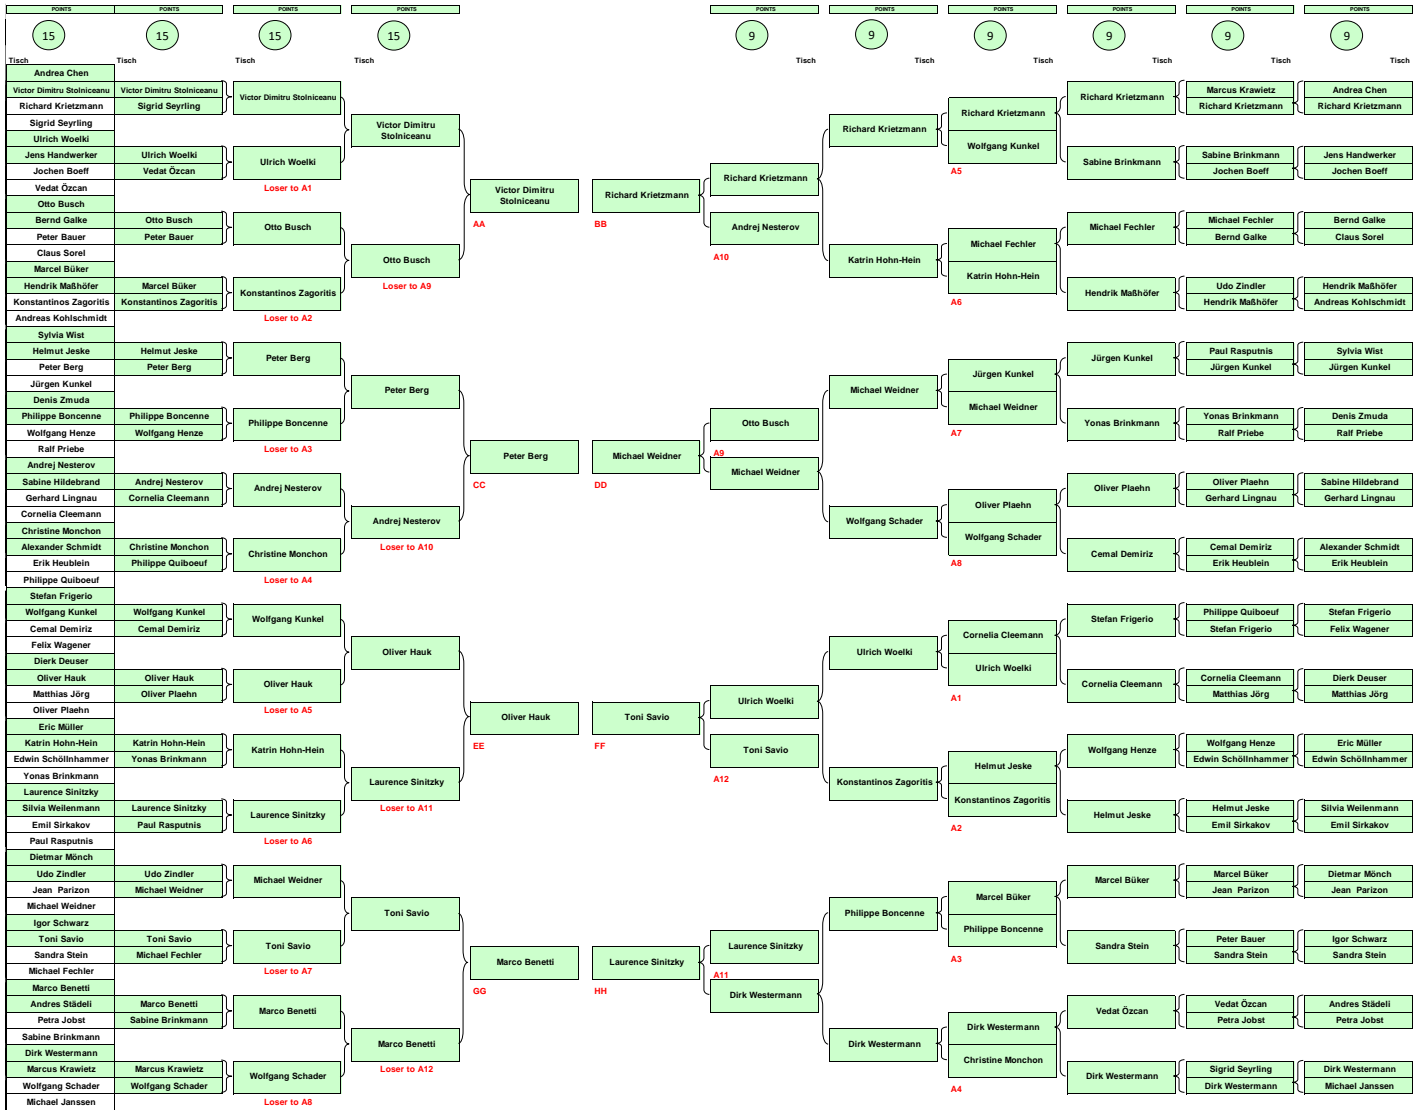 POINTS POINTS POINTS POINTS POINTS POINTS POINTS POINTS POINTS POINTS
15 15 15 15 9 9 9 9 9 9
Tisch Tisch Tisch Tisch Tisch Tisch Tisch Tisch Tisch Tisch
Andrea Chen
Victor Dimitru Stolniceanu
Richard Krietzmann
Sigrid Seyrling
Ulrich Woelki
Jens Handwerker
Jochen Boeff
Vedat Özcan
Otto Busch
Bernd Galke
Peter Bauer
Claus Sorel
Marcel Büker
Hendrik Maßhöfer
Konstantinos Zagoritis
Andreas Kohlschmidt
Sylvia Wist
Helmut Jeske
Peter Berg
Jürgen Kunkel
Denis Zmuda
Philippe Boncenne
Wolfgang Henze
Ralf Priebe
Andrej Nesterov
Sabine Hildebrand
Gerhard Lingnau
Cornelia Cleemann
Christine Monchon
Alexander Schmidt
Erik Heublein
Philippe Quiboeuf
Stefan Frigerio
Wolfgang Kunkel
Cemal Demiriz
Felix Wagener
Dierk Deuser
Oliver Hauk
Matthias Jörg
Oliver Plaehn
Eric Müller
Katrin Hohn-Hein
Edwin Schöllnhammer
Yonas Brinkmann
Laurence Sinitzky
Silvia Weilenmann
Emil Sirkakov
Paul Rasputnis
Dietmar Mönch
Udo Zindler
Jean Parizon
Michael Weidner
Igor Schwarz
Toni Savio
Sandra Stein
Michael Fechler
Marco Benetti
Andres Städeli
Petra Jobst
Sabine Brinkmann
Dirk Westermann
Marcus Krawietz
Wolfgang Schader
Michael Janssen
Victor Dimitru Stolniceanu
Sigrid Seyrling
Ulrich Woelki
Vedat Özcan
Otto Busch
Peter Bauer
Marcel Büker
Konstantinos Zagoritis
Helmut Jeske
Peter Berg
Philippe Boncenne
Wolfgang Henze
Andrej Nesterov
Cornelia Cleemann
Christine Monchon
Philippe Quiboeuf
Wolfgang Kunkel
Cemal Demiriz
Oliver Hauk
Oliver Plaehn
Katrin Hohn-Hein
Yonas Brinkmann
Laurence Sinitzky
Paul Rasputnis
Udo Zindler
Michael Weidner
Toni Savio
Michael Fechler
Marco Benetti
Sabine Brinkmann
Marcus Krawietz
Wolfgang Schader
Victor Dimitru Stolniceanu
Ulrich Woelki
Loser to A1
Otto Busch
Konstantinos Zagoritis
Loser to A2
Peter Berg
Philippe Boncenne
Loser to A3
Andrej Nesterov
Christine Monchon
Loser to A4
Wolfgang Kunkel
Oliver Hauk
Loser to A5
Katrin Hohn-Hein
Laurence Sinitzky
Loser to A6
Michael Weidner
Toni Savio
Loser to A7
Marco Benetti
Wolfgang Schader
Loser to A8
Victor Dimitru
Stolniceanu
Otto Busch
Loser to A9
Peter Berg
Andrej Nesterov
Loser to A10
Oliver Hauk
Laurence Sinitzky
Loser to A11
Toni Savio
Marco Benetti
Loser to A12
Victor Dimitru
Stolniceanu
AA
Peter Berg
CC
Oliver Hauk
EE
Marco Benetti
GG
Richard Krietzmann
BB
Michael Weidner
DD
Toni Savio
FF
Laurence Sinitzky
HH
Richard Krietzmann
Andrej Nesterov
A10
Otto Busch
A9
Michael Weidner
Ulrich Woelki
Toni Savio
A12
Laurence Sinitzky
A11
Dirk Westermann
Richard Krietzmann
Katrin Hohn-Hein
Michael Weidner
Wolfgang Schader
Ulrich Woelki
Konstantinos Zagoritis
Philippe Boncenne
Dirk Westermann
Richard Krietzmann
Wolfgang Kunkel
A5
Michael Fechler
Katrin Hohn-Hein
A6
Jürgen Kunkel
Michael Weidner
A7
Oliver Plaehn
Wolfgang Schader
A8
Cornelia Cleemann
Ulrich Woelki
A1
Helmut Jeske
Konstantinos Zagoritis
A2
Marcel Büker
Philippe Boncenne
A3
Dirk Westermann
Christine Monchon
A4
Richard Krietzmann
Sabine Brinkmann
Michael Fechler
Hendrik Maßhöfer
Jürgen Kunkel
Yonas Brinkmann
Oliver Plaehn
Cemal Demiriz
Stefan Frigerio
Cornelia Cleemann
Wolfgang Henze
Helmut Jeske
Marcel Büker
Sandra Stein
Vedat Özcan
Dirk Westermann
Marcus Krawietz
Richard Krietzmann
Sabine Brinkmann
Jochen Boeff
Michael Fechler
Bernd Galke
Udo Zindler
Hendrik Maßhöfer
Paul Rasputnis
Jürgen Kunkel
Yonas Brinkmann
Ralf Priebe
Oliver Plaehn
Gerhard Lingnau
Cemal Demiriz
Erik Heublein
Philippe Quiboeuf
Stefan Frigerio
Cornelia Cleemann
Matthias Jörg
Wolfgang Henze
Edwin Schöllnhammer
Helmut Jeske
Emil Sirkakov
Marcel Büker
Jean Parizon
Peter Bauer
Sandra Stein
Vedat Özcan
Petra Jobst
Sigrid Seyrling
Dirk Westermann
Andrea Chen
Richard Krietzmann
Jens Handwerker
Jochen Boeff
Bernd Galke
Claus Sorel
Hendrik Maßhöfer
Andreas Kohlschmidt
Sylvia Wist
Jürgen Kunkel
Denis Zmuda
Ralf Priebe
Sabine Hildebrand
Gerhard Lingnau
Alexander Schmidt
Erik Heublein
Stefan Frigerio
Felix Wagener
Dierk Deuser
Matthias Jörg
Eric Müller
Edwin Schöllnhammer
Silvia Weilenmann
Emil Sirkakov
Dietmar Mönch
Jean Parizon
Igor Schwarz
Sandra Stein
Andres Städeli
Petra Jobst
Dirk Westermann
Michael Janssen